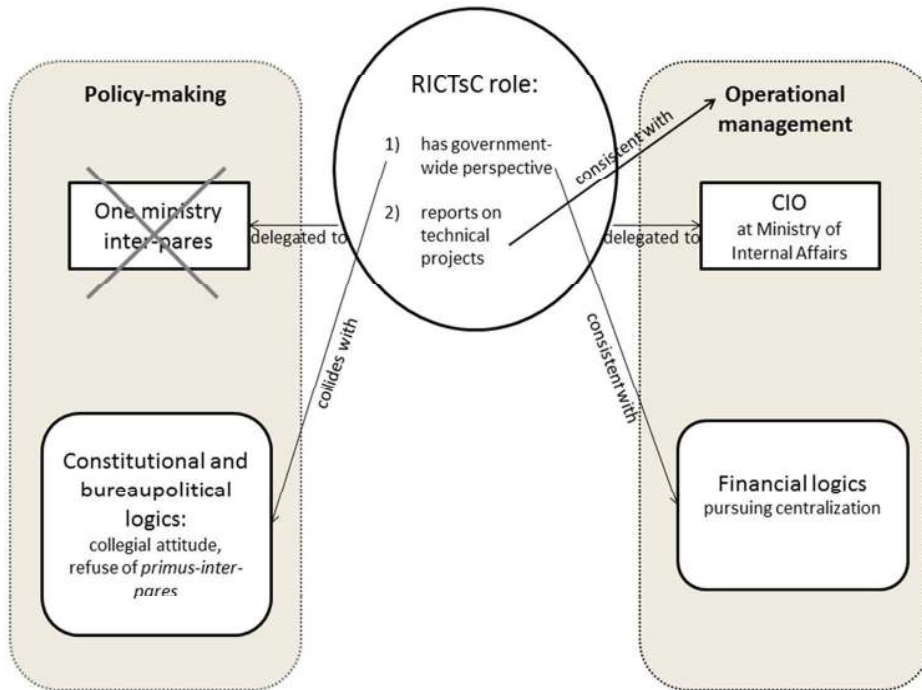 RICTsC role:
1) has government-
wide perspective
2) reports on
technical
projects
Policy-making
One ministry
inter-pares
delegated to
collides with
Constitutional and
bureaupolitical
logics:
collegial attitude,
refuse of primus-inter-
pares
Operational
management
consistent with
CIO
at Ministry of
Internal Affairs
delegated to
consistent with
Financial logics
pursuing centralization